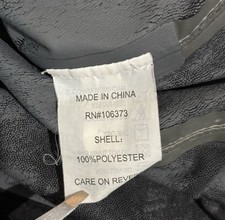 MADE IN CHINA
RN#106373
SHELL:
100%POLYESTER
CARE ON REVE